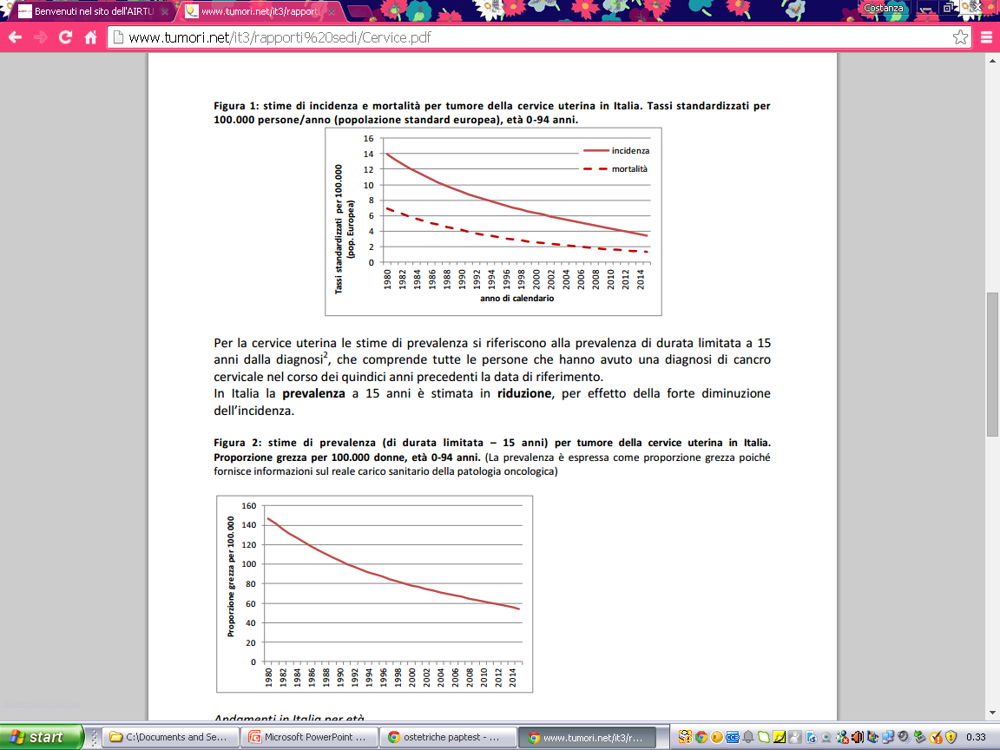 Benvenuti nel sito dell'AIRTU
www.tumori.net/it3/rapporti
Costanza
www.tumori.net/it3/rapporti%20sedi/Cervice.pdf
Figura 1: stime di incidenza e mortalità per tumore della cervice uterina in Italia. Tassi standardizzati per
100.000 persone/anno (popolazione standard europea), età 0-94 anni.
16
14
12
10
8
6
4
2
0
Tassi standardizzati per 100.000
(pop. Europea)
incidenza
mortalità
1980 1982 1984 1986 1988 1990 1992 1994 1996 1998 2000 2002 2004 2006 2008 2010 2012 2014
anno di calendario
Per la cervice uterina le stime di prevalenza si riferiscono alla prevalenza di durata limitata a 15
anni dalla diagnosi², che comprende tutte le persone che hanno avuto una diagnosi di cancro
cervicale nel corso dei quindici anni precedenti la data di riferimento.
In Italia la prevalenza a 15 anni è stimata in riduzione, per effetto della forte diminuzione
dell'incidenza.
Figura 2: stime di prevalenza (di durata limitata – 15 anni) per tumore della cervice uterina in Italia.
Proporzione grezza per 100.000 donne, età 0-94 anni. (La prevalenza è espressa come proporzione grezza poiché
fornisce informazioni sul reale carico sanitario della patologia oncologica)
160
140
120
100
80
60
40
20
0
Proporzione grezza per 100.000
1980 1982 1984 1986 1988 1990 1992 1994 1996 1998 2000 2002 2004 2006 2008 2010 2012 2014
Andamenti in Italia per età
start
C:\Documents and Se...
Microsoft PowerPoint ...
ostetriche paptest - ...
www.tumori.net/it3/r...
0.33